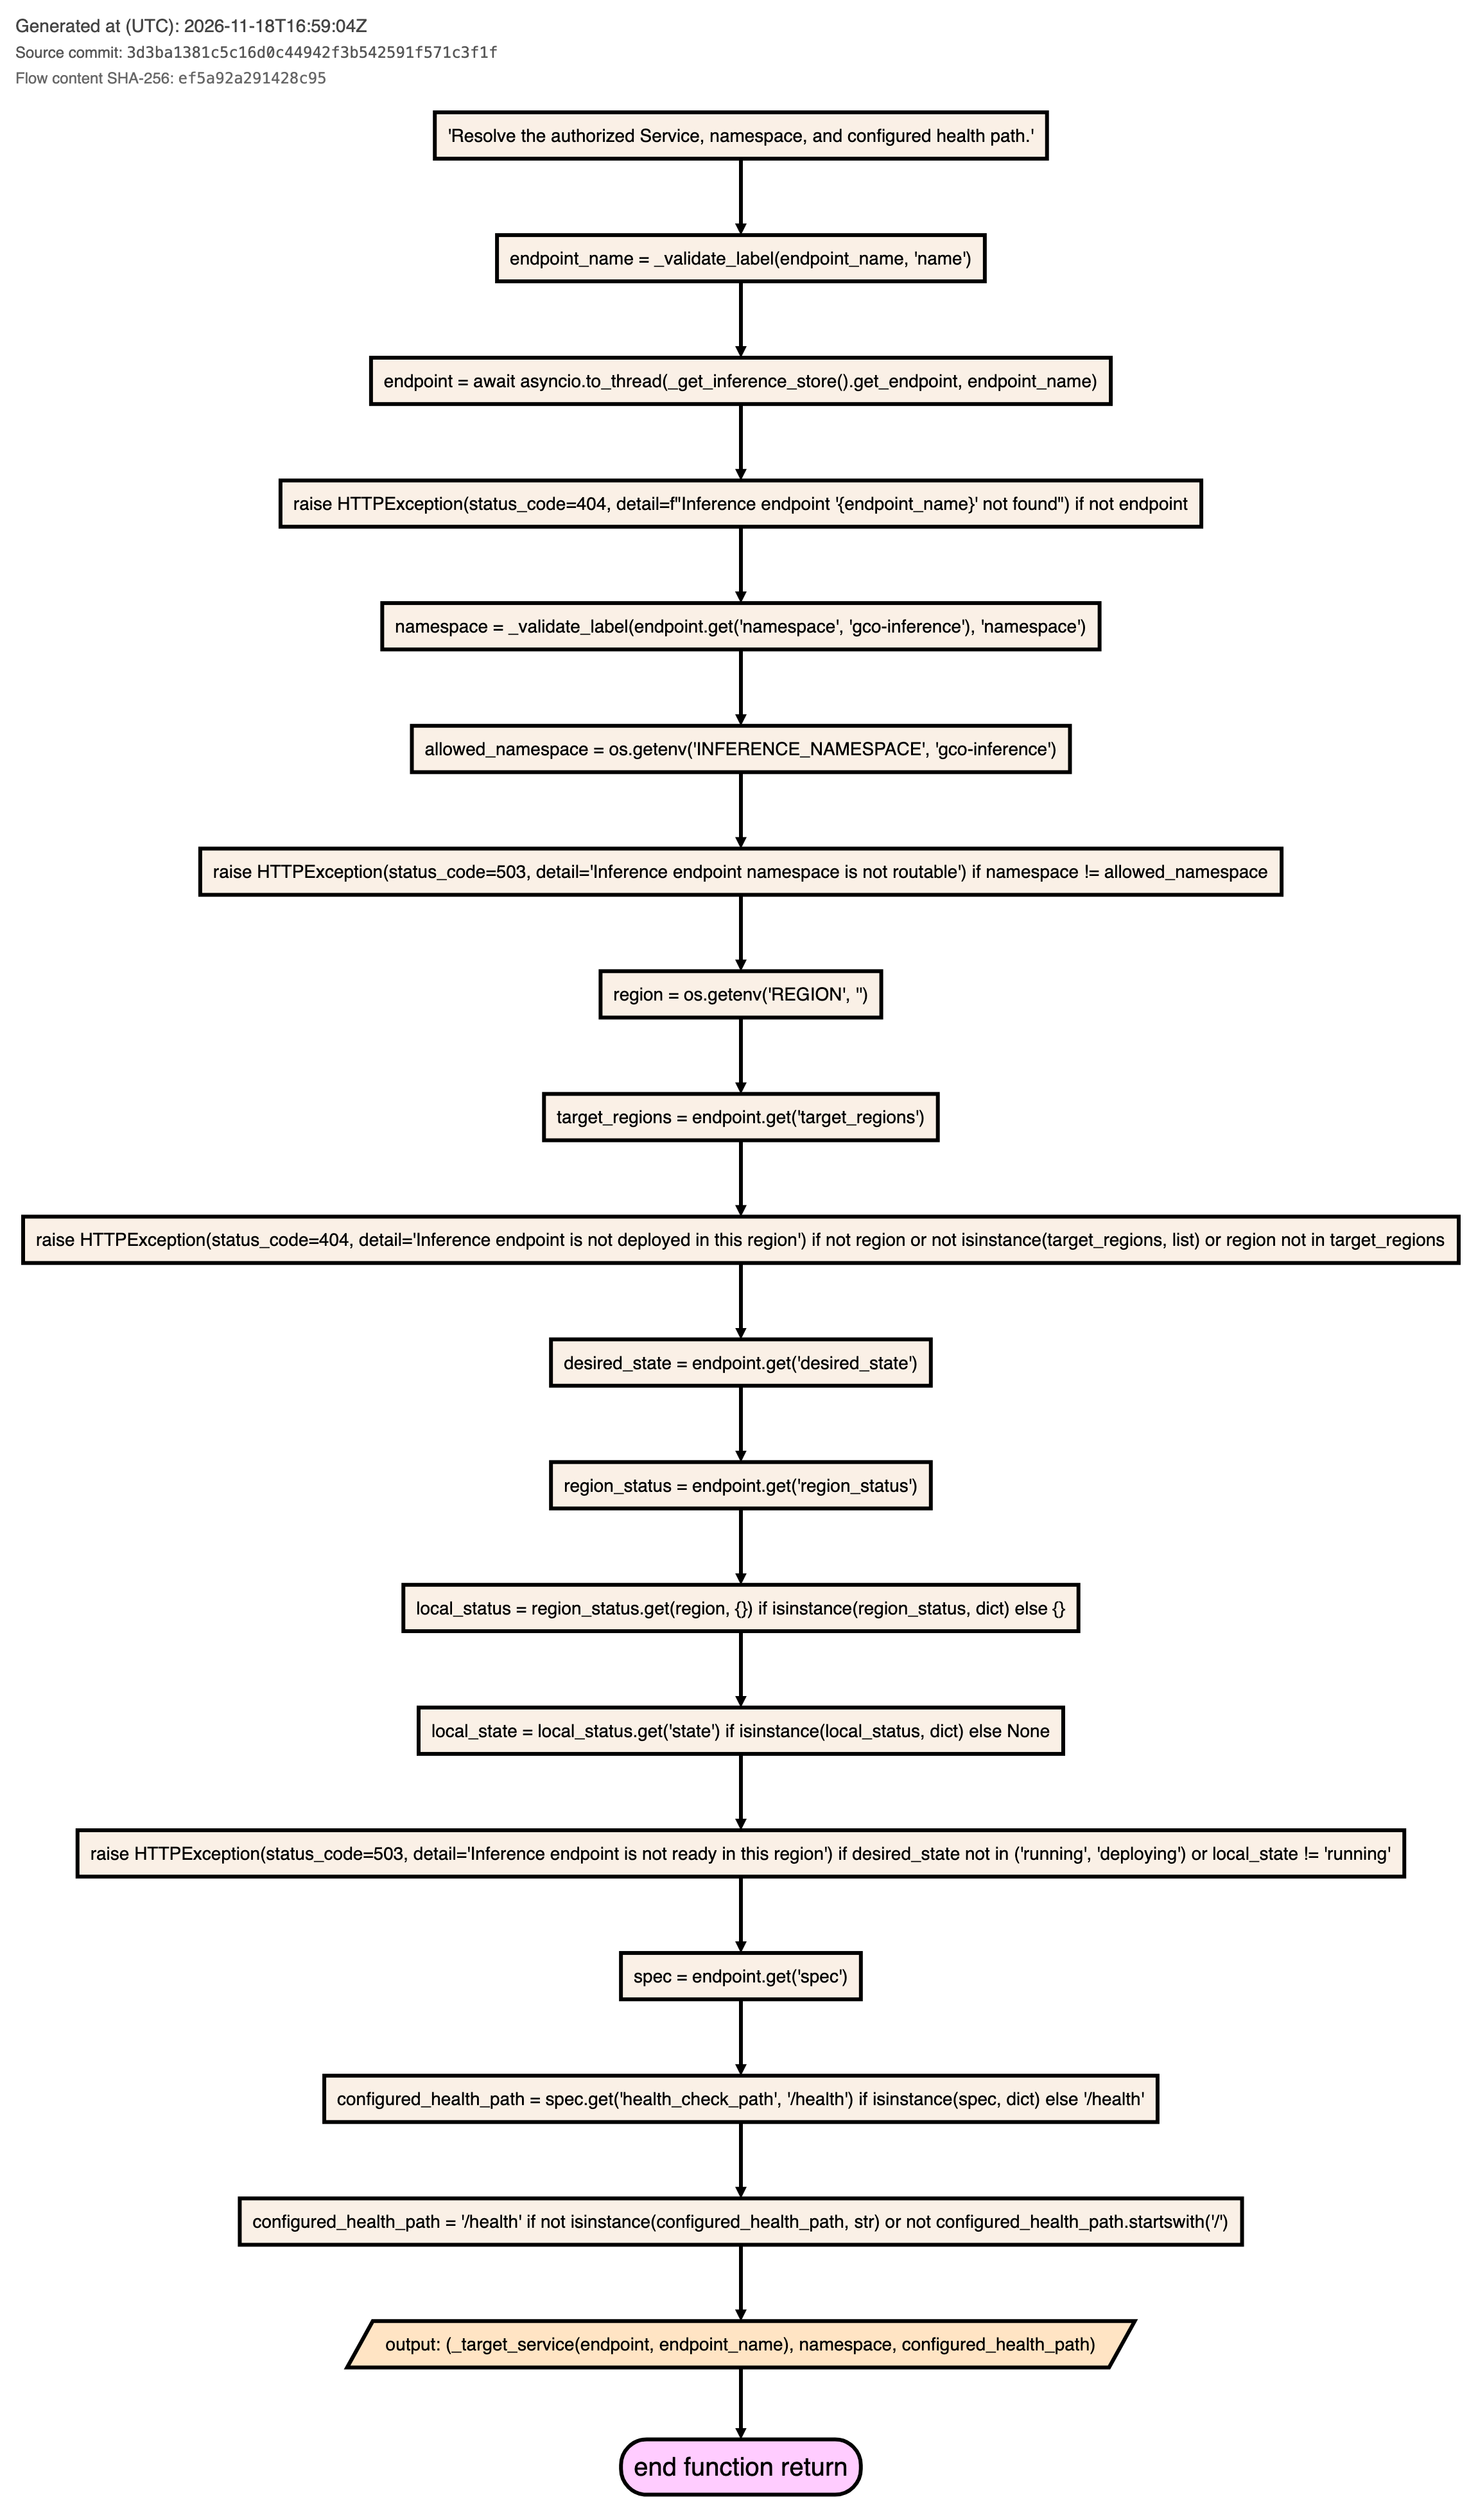 Generated at (UTC): 2026-11-18T16:59:04Z
Source commit: 3d3ba1381c5c16d0c44942f3b542591f571c3f1f
Flow content SHA-256: ef5a92a291428c95
'Resolve the authorized Service, namespace, and configured health path.'
endpoint_name = _validate_label(endpoint_name, 'name')
endpoint = await asyncio.to_thread(_get_inference_store().get_endpoint, endpoint_name)
raise HTTPException(status_code=404, detail=f"Inference endpoint '{endpoint_name}' not found") if not endpoint
namespace = _validate_label(endpoint.get('namespace', 'gco-inference'), 'namespace')
allowed_namespace = os.getenv('INFERENCE_NAMESPACE', 'gco-inference')
raise HTTPException(status_code=503, detail='Inference endpoint namespace is not routable') if namespace != allowed_namespace
region = os.getenv('REGION', '')
target_regions = endpoint.get('target_regions')
raise HTTPException(status_code=404, detail='Inference endpoint is not deployed in this region') if not region or not isinstance(target_regions, list) or region not in target_regions
desired_state = endpoint.get('desired_state')
region_status = endpoint.get('region_status')
local_status = region_status.get(region, {}) if isinstance(region_status, dict) else {}
local_state = local_status.get('state') if isinstance(local_status, dict) else None
raise HTTPException(status_code=503, detail='Inference endpoint is not ready in this region') if desired_state not in ('running', 'deploying') or local_state != 'running'
spec = endpoint.get('spec')
configured_health_path = spec.get('health_check_path', '/health') if isinstance(spec, dict) else '/health'
configured_health_path = '/health' if not isinstance(configured_health_path, str) or not configured_health_path.startswith('/')
output: (_target_service(endpoint, endpoint_name), namespace, configured_health_path)
end function return